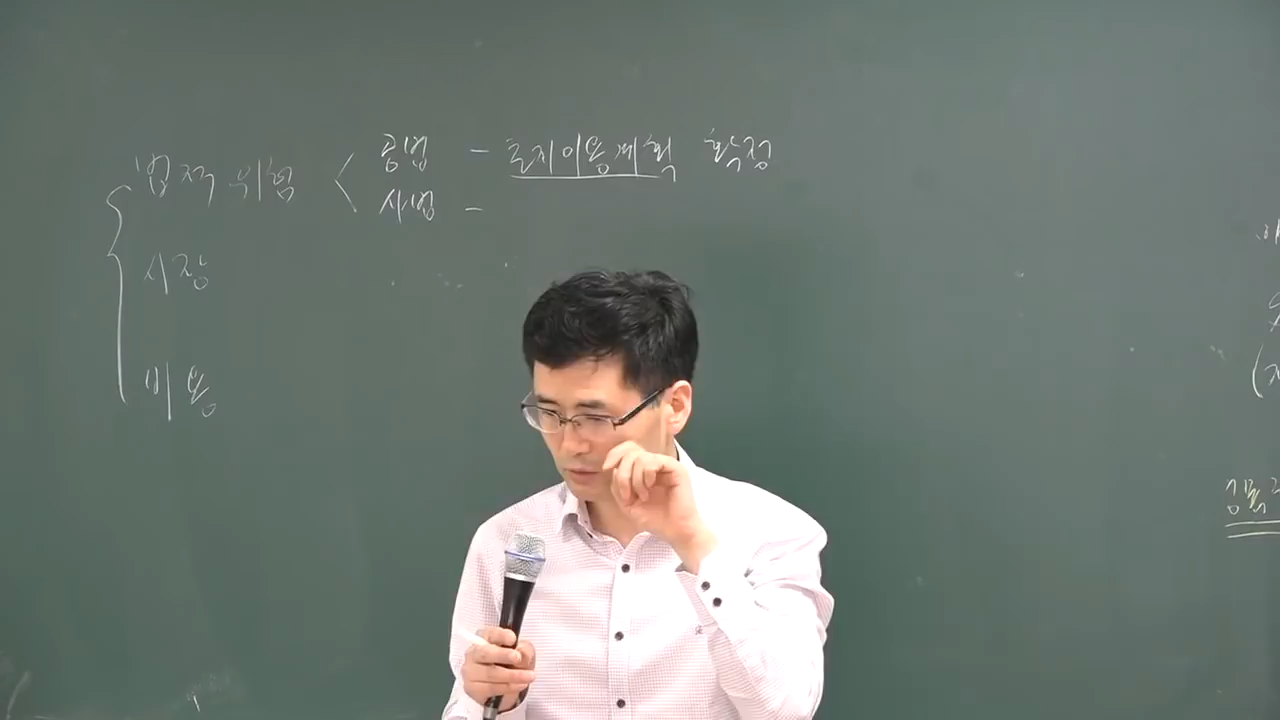 법적위험 < 공법 - 토지이용계획 확정
사법 -
시장
비용